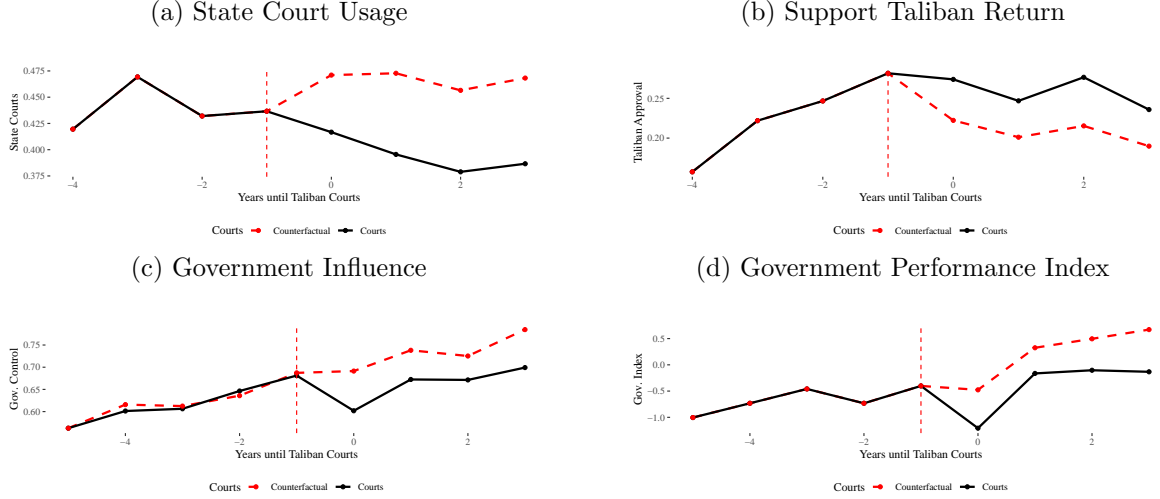 (a) State Court Usage
0.475
0.450
0.425
0.400
0.375
State Courts
−4
−2
0
2
Years until Taliban Courts
Courts Counterfactual Courts
(b) Support Taliban Return
0.25
0.20
Taliban Approval
−4
−2
0
2
Years until Taliban Courts
Courts Counterfactual Courts
(c) Government Influence
0.75
0.70
0.65
0.60
Gov. Control
−4
−2
0
2
Years until Taliban Courts
Courts Counterfactual Courts
(d) Government Performance Index
0.5
0.0
−0.5
−1.0
Gov. Index
−4
−2
0
2
Years until Taliban Courts
Courts Counterfactual Courts